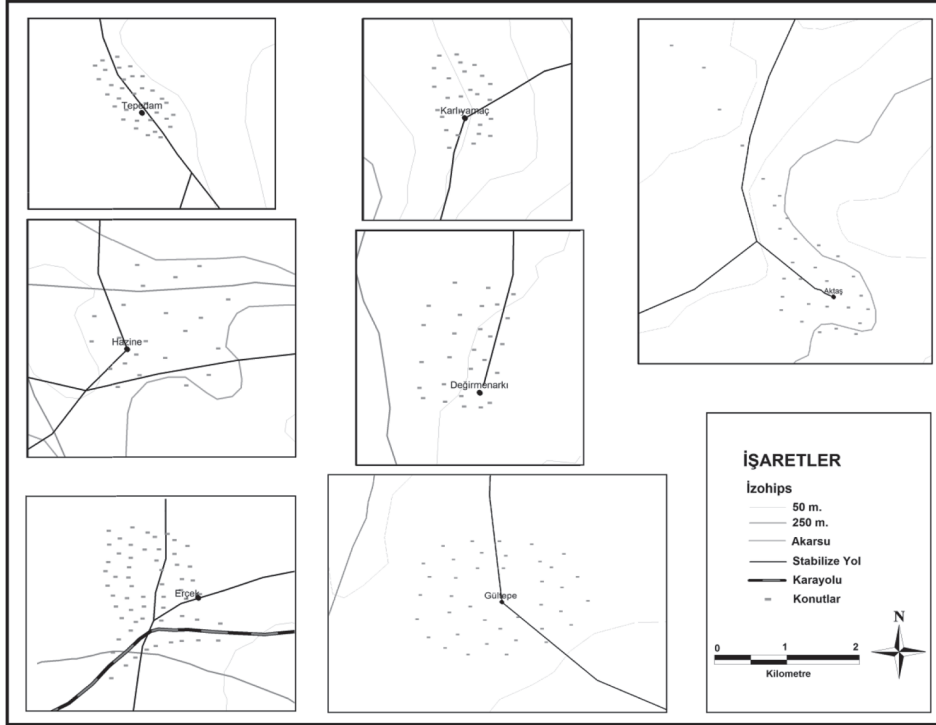 Tepedam
Karlıyamaç
Aktaş
Hazine
Değirmenarkı
Erçek
Gültepe
İŞARETLER
İzohips
50 m.
250 m.
Akarsu
Stabilize Yol
Karayolu
Konutlar
N
0 1 2
Kilometre